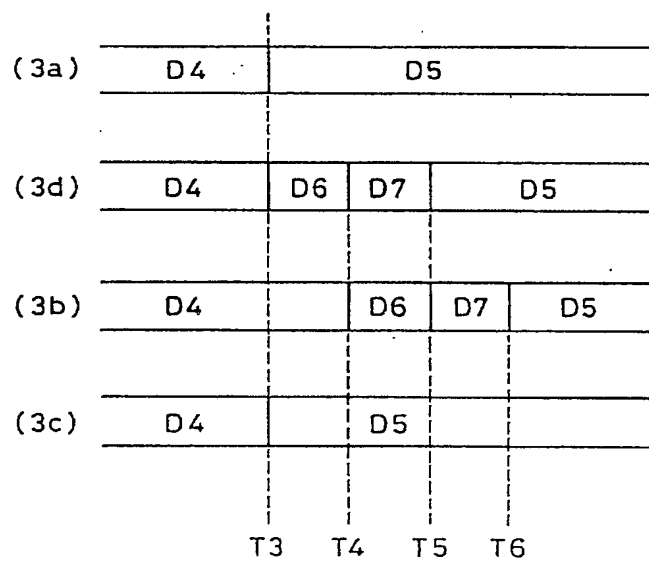 (3a) D4 D5
(3d) D4 D6 D7 D5
(3b) D4 D6 D7 D5
(3c) D4 D5
T3 T4 T5 T6